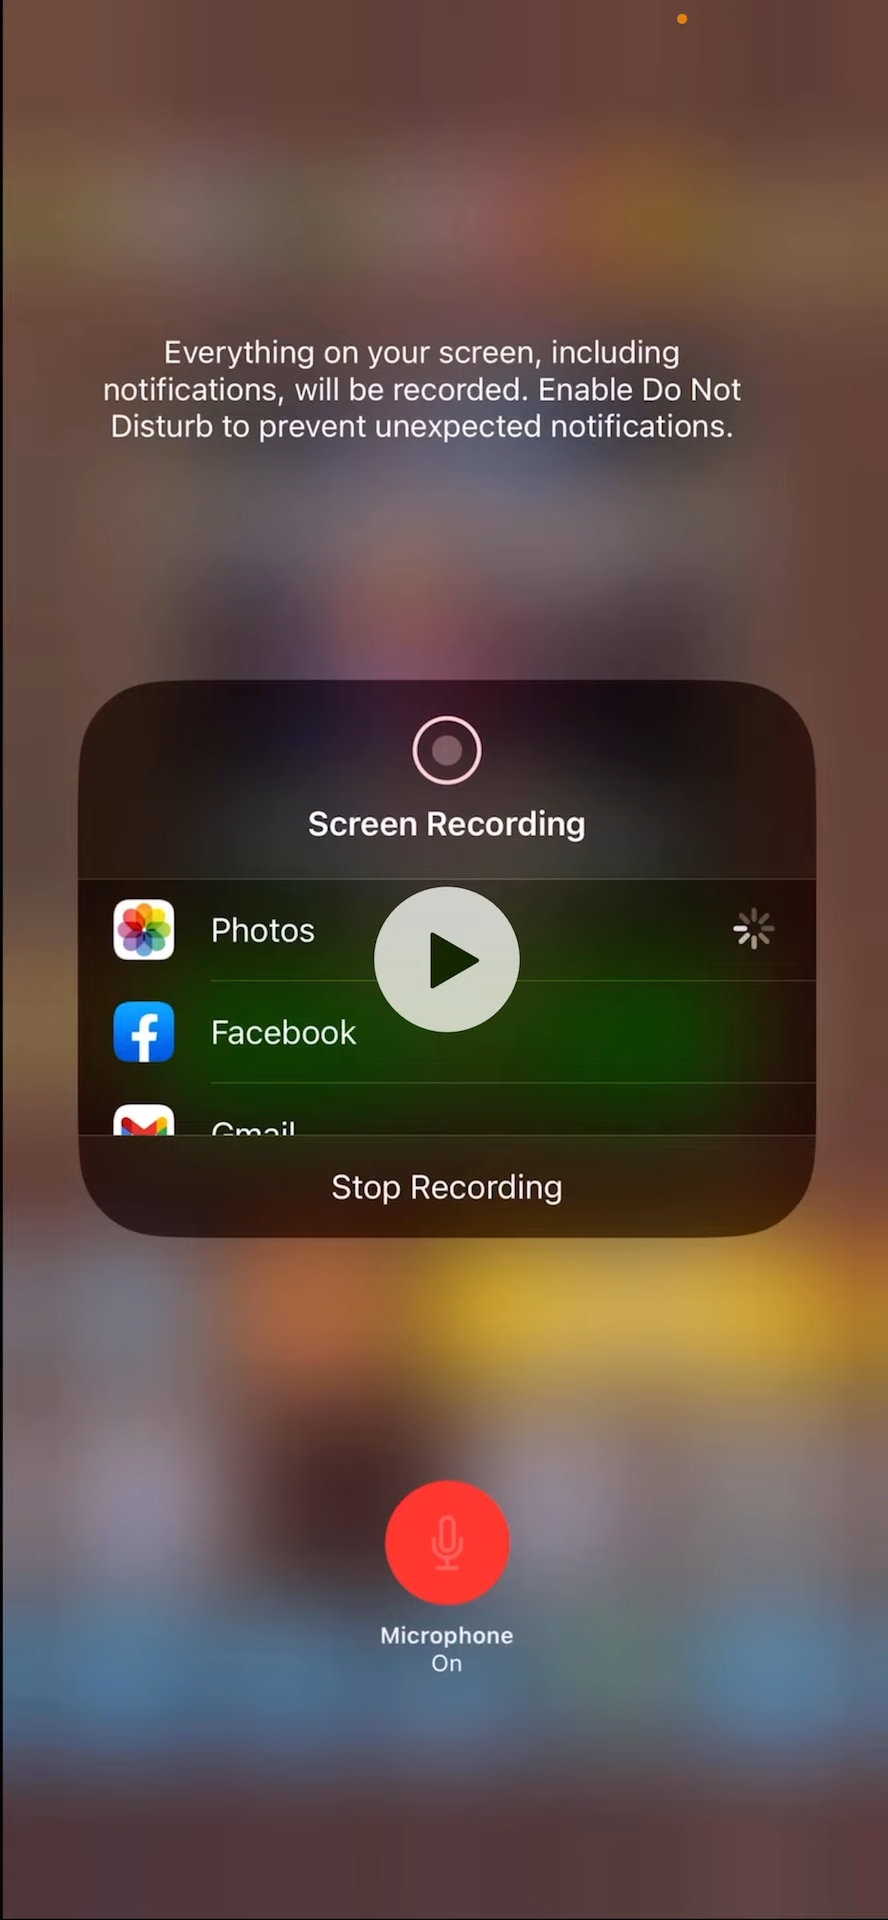 Everything on your screen, including
notifications, will be recorded. Enable Do Not
Disturb to prevent unexpected notifications.
Screen Recording
Photos
Facebook
Gmail
Stop Recording
Microphone
On